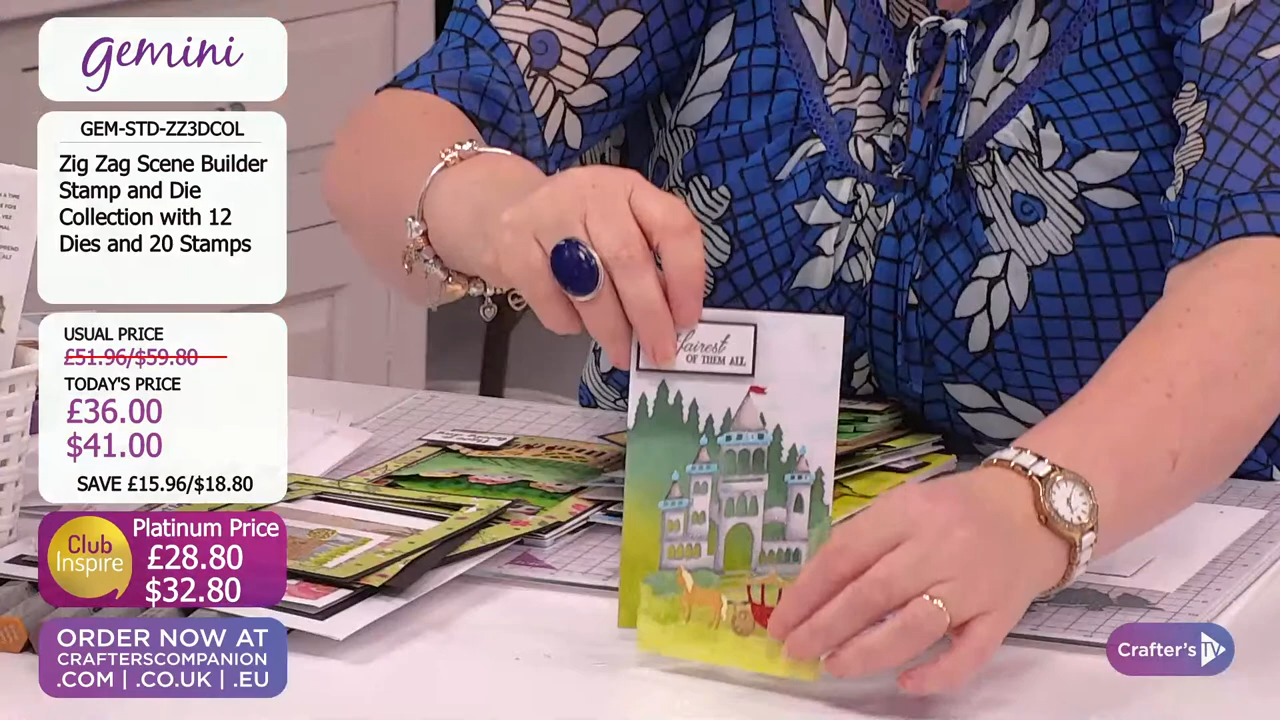 gemini
GEM-STD-ZZ3DCOL
Zig Zag Scene Builder
Stamp and Die
Collection with 12
Dies and 20 Stamps
USUAL PRICE
£51.96/$59.80
TODAY'S PRICE
£36.00
$41.00
SAVE £15.96/$18.80
Club
Inspire
Platinum Price
£28.80
$32.80
ORDER NOW AT
CRAFTERSCOMPANION
.COM | .CO.UK | .EU
Fairest
OF THEM ALL
Crafter's TV